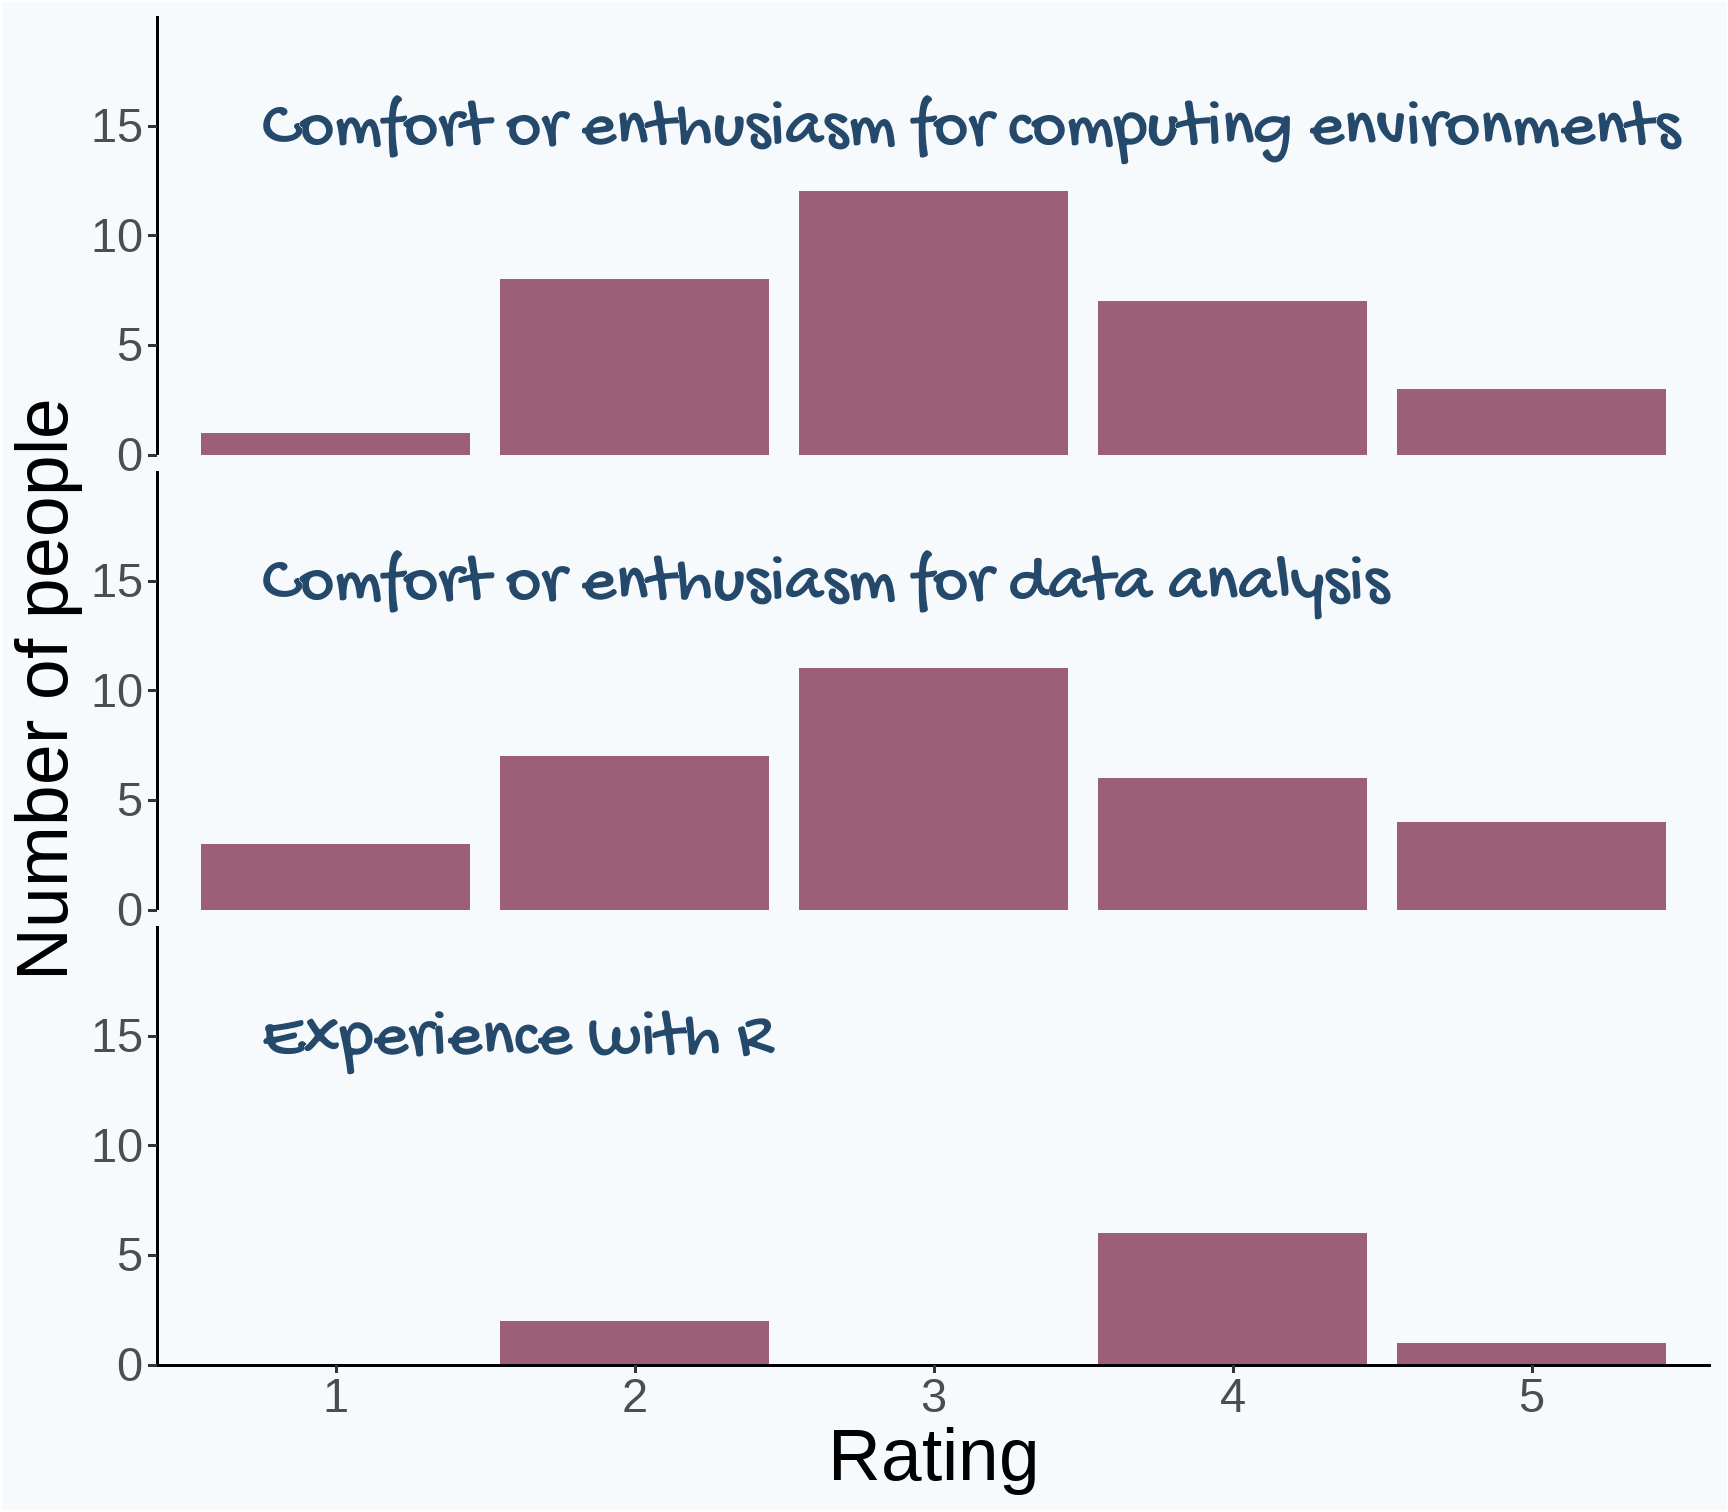 Comfort or enthusiasm for computing environments
15
10
5
0
Comfort or enthusiasm for data analysis
15
10
5
0
Experience with R
15
10
5
0
1 2 3 4 5
Rating
Number of people